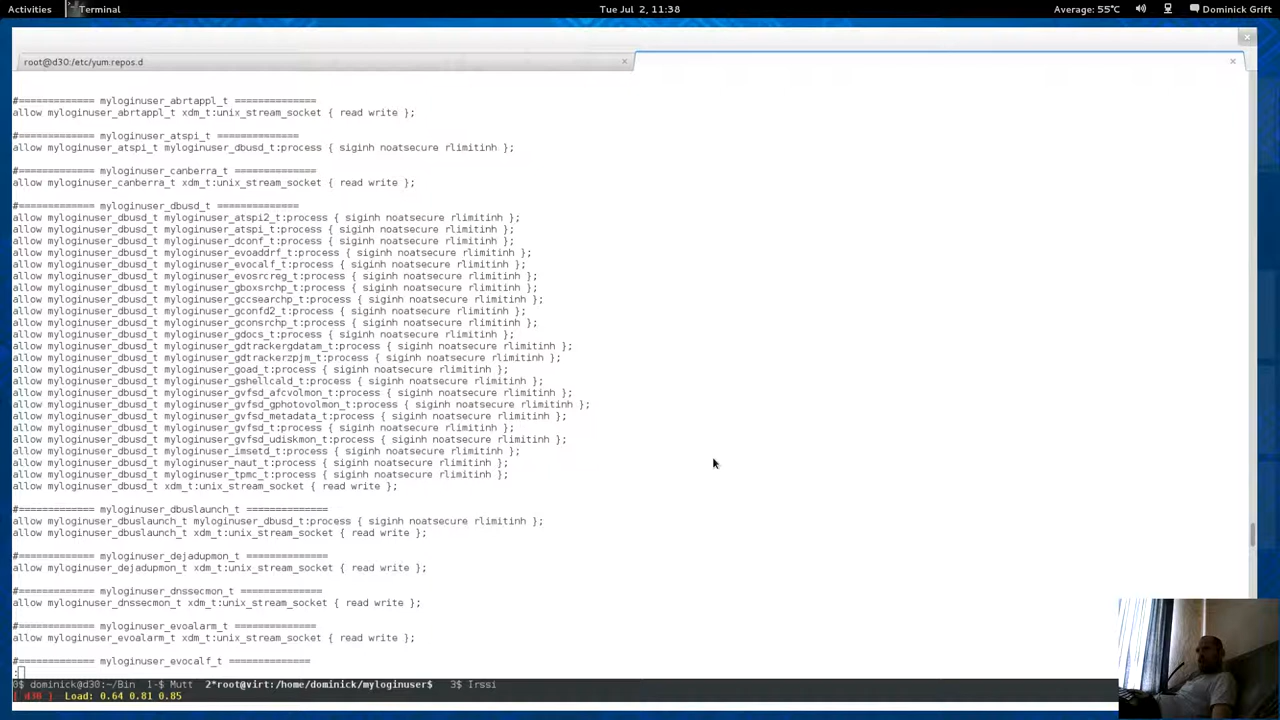 Activities Terminal Tue Jul 2, 11:38 Average: 55°C Dominick Grift
root@d30:/etc/yum.repos.d
#============= myloginuser_abrtappl_t ==============
allow myloginuser_abrtappl_t xdm_t:unix_stream_socket { read write };
#============= myloginuser_atspi_t ==============
allow myloginuser_atspi_t myloginuser_dbusd_t:process { siginh noatsecure rlimitinh };
#============= myloginuser_canberra_t ==============
allow myloginuser_canberra_t xdm_t:unix_stream_socket { read write };
#============= myloginuser_dbusd_t ==============
allow myloginuser_dbusd_t myloginuser_atspi2_t:process { siginh noatsecure rlimitinh };
allow myloginuser_dbusd_t myloginuser_atspi_t:process { siginh noatsecure rlimitinh };
allow myloginuser_dbusd_t myloginuser_dconf_t:process { siginh noatsecure rlimitinh };
allow myloginuser_dbusd_t myloginuser_evoaddrf_t:process { siginh noatsecure rlimitinh };
allow myloginuser_dbusd_t myloginuser_evocalf_t:process { siginh noatsecure rlimitinh };
allow myloginuser_dbusd_t myloginuser_evosrcreg_t:process { siginh noatsecure rlimitinh };
allow myloginuser_dbusd_t myloginuser_gboxsrchp_t:process { siginh noatsecure rlimitinh };
allow myloginuser_dbusd_t myloginuser_gccsearchp_t:process { siginh noatsecure rlimitinh };
allow myloginuser_dbusd_t myloginuser_gconfd2_t:process { siginh noatsecure rlimitinh };
allow myloginuser_dbusd_t myloginuser_gconsrchp_t:process { siginh noatsecure rlimitinh };
allow myloginuser_dbusd_t myloginuser_gdocs_t:process { siginh noatsecure rlimitinh };
allow myloginuser_dbusd_t myloginuser_gdtrackergdatam_t:process { siginh noatsecure rlimitinh };
allow myloginuser_dbusd_t myloginuser_gdtrackerzpjm_t:process { siginh noatsecure rlimitinh };
allow myloginuser_dbusd_t myloginuser_goad_t:process { siginh noatsecure rlimitinh };
allow myloginuser_dbusd_t myloginuser_gshellcald_t:process { siginh noatsecure rlimitinh };
allow myloginuser_dbusd_t myloginuser_gvfsd_afcvolmon_t:process { siginh noatsecure rlimitinh };
allow myloginuser_dbusd_t myloginuser_gvfsd_gphotovolmon_t:process { siginh noatsecure rlimitinh };
allow myloginuser_dbusd_t myloginuser_gvfsd_metadata_t:process { siginh noatsecure rlimitinh };
allow myloginuser_dbusd_t myloginuser_gvfsd_t:process { siginh noatsecure rlimitinh };
allow myloginuser_dbusd_t myloginuser_gvfsd_udiskmon_t:process { siginh noatsecure rlimitinh };
allow myloginuser_dbusd_t myloginuser_imsetd_t:process { siginh noatsecure rlimitinh };
allow myloginuser_dbusd_t myloginuser_naut_t:process { siginh noatsecure rlimitinh };
allow myloginuser_dbusd_t myloginuser_tpmc_t:process { siginh noatsecure rlimitinh };
allow myloginuser_dbusd_t xdm_t:unix_stream_socket { read write };
#============= myloginuser_dbuslaunch_t ==============
allow myloginuser_dbuslaunch_t myloginuser_dbusd_t:process { siginh noatsecure rlimitinh };
allow myloginuser_dbuslaunch_t xdm_t:unix_stream_socket { read write };
#============= myloginuser_dejadupmon_t ==============
allow myloginuser_dejadupmon_t xdm_t:unix_stream_socket { read write };
#============= myloginuser_dnssecmon_t ==============
allow myloginuser_dnssecmon_t xdm_t:unix_stream_socket { read write };
#============= myloginuser_evoalarm_t ==============
allow myloginuser_evoalarm_t xdm_t:unix_stream_socket { read write };
#============= myloginuser_evocalf_t ==============
:
0$ dominick@d30:~/Bin 1-$ Mutt 2*root@virt:/home/dominick/myloginuser$ 3$ Irssi
[ d30 ] Load: 0.64 0.81 0.85